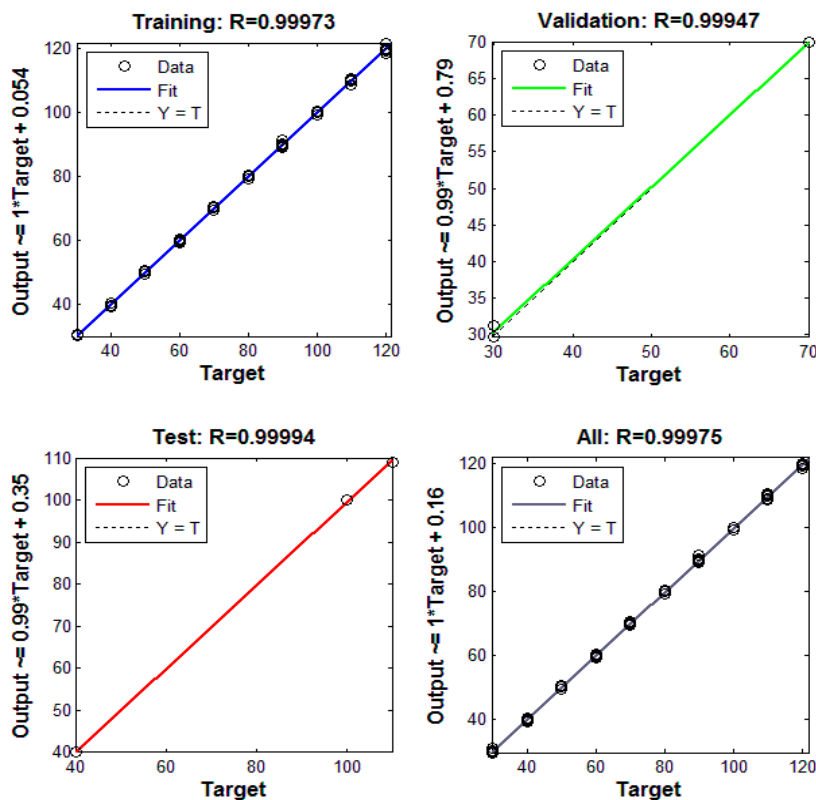 Training: R=0.99973
Output ~= 1*Target + 0.054
120
100
80
60
40
Data
Fit
Y = T
40
60
80
100
120
Target
Validation: R=0.99947
Output ~= 0.99*Target + 0.79
70
65
60
55
50
45
40
35
30
Data
Fit
Y = T
30
40
50
60
70
Target
Test: R=0.99994
Output ~= 0.99*Target + 0.35
110
100
90
80
70
60
50
40
Data
Fit
Y = T
40
60
80
100
Target
All: R=0.99975
Output ~= 1*Target + 0.16
120
100
80
60
40
Data
Fit
Y = T
40
60
80
100
120
Target